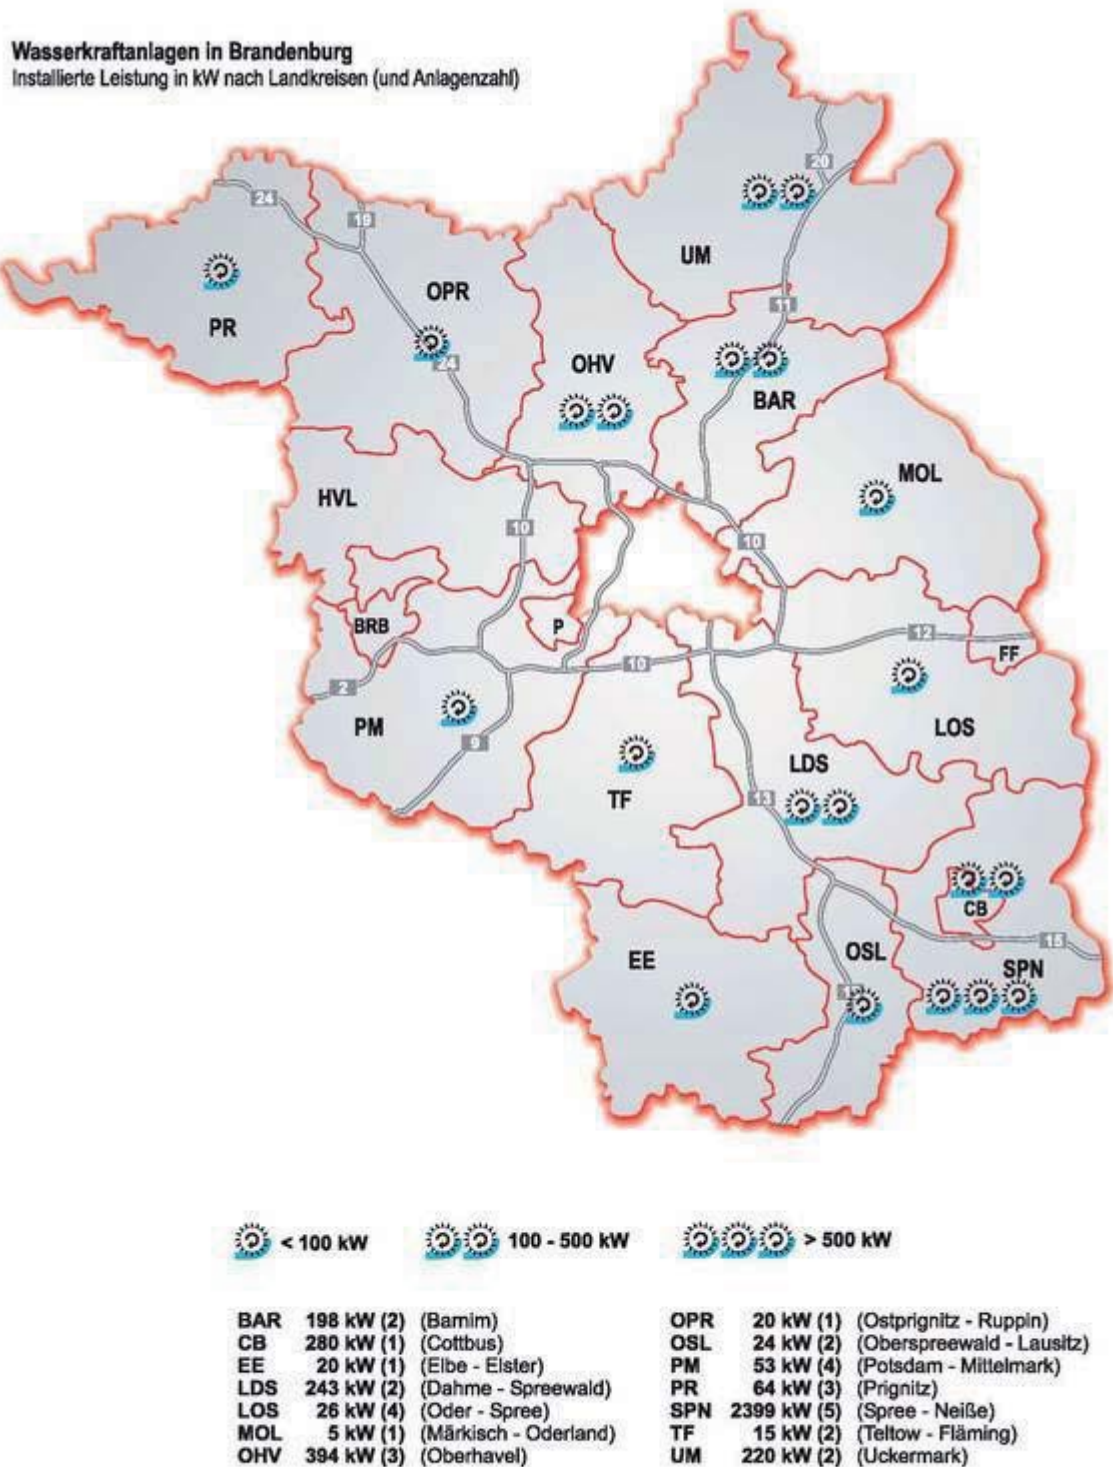 Wasserkraftanlagen in Brandenburg
Installierte Leistung in kW nach Landkreisen (und Anlagenzahl)
20
24
19
UM
OPR
11
PR
24
OHV
BAR
MOL
HVL
10
10
BRB
P
12
FF
10
2
PM
9
LOS
LDS
TF
13
CB
15
EE
OSL
SPN
< 100 kW
100 - 500 kW
> 500 kW
BAR 198 kW (2) (Barnim)
CB 280 kW (1) (Cottbus)
EE 20 kW (1) (Elbe - Elster)
LDS 243 kW (2) (Dahme - Spreewald)
LOS 26 kW (4) (Oder - Spree)
MOL 5 kW (1) (Märkisch - Oderland)
OHV 394 kW (3) (Oberhavel)
OPR 20 kW (1) (Ostprignitz - Ruppin)
OSL 24 kW (2) (Oberspreewald - Lausitz)
PM 53 kW (4) (Potsdam - Mittelmark)
PR 64 kW (3) (Prignitz)
SPN 2399 kW (5) (Spree - Neiße)
TF 15 kW (2) (Teltow - Fläming)
UM 220 kW (2) (Uckermark)